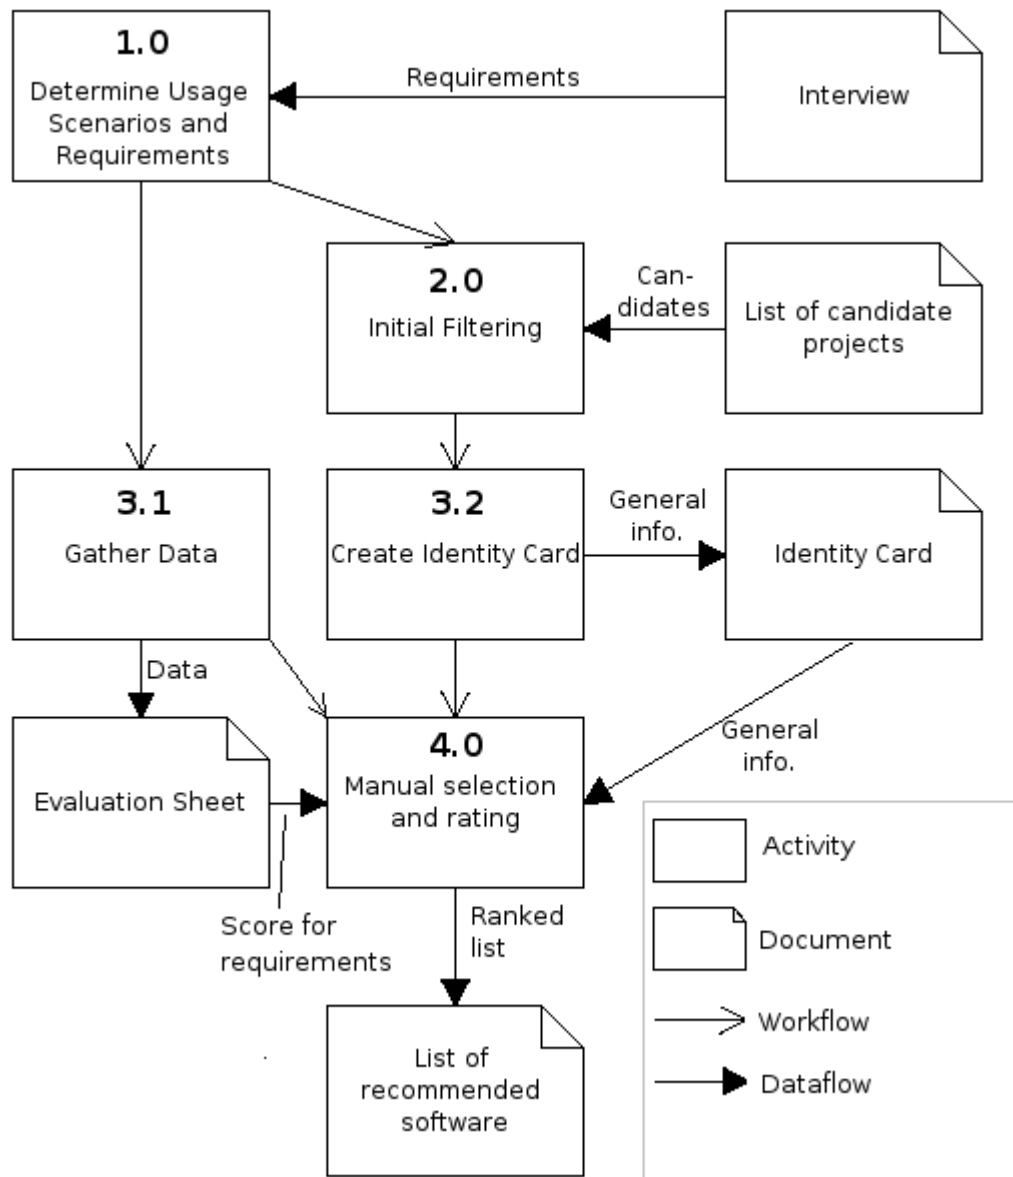 1.0
Determine Usage
Scenarios and
Requirements
Requirements
Interview
2.0
Initial Filtering
Can-
didates
List of candidate
projects
3.1
Gather Data
3.2
Create Identity Card
General
info.
Identity Card
Data
Evaluation Sheet
4.0
Manual selection
and rating
General
info.
Score for
requirements
Ranked
list
List of
recommended
software
Activity
Document
Workflow
Dataflow